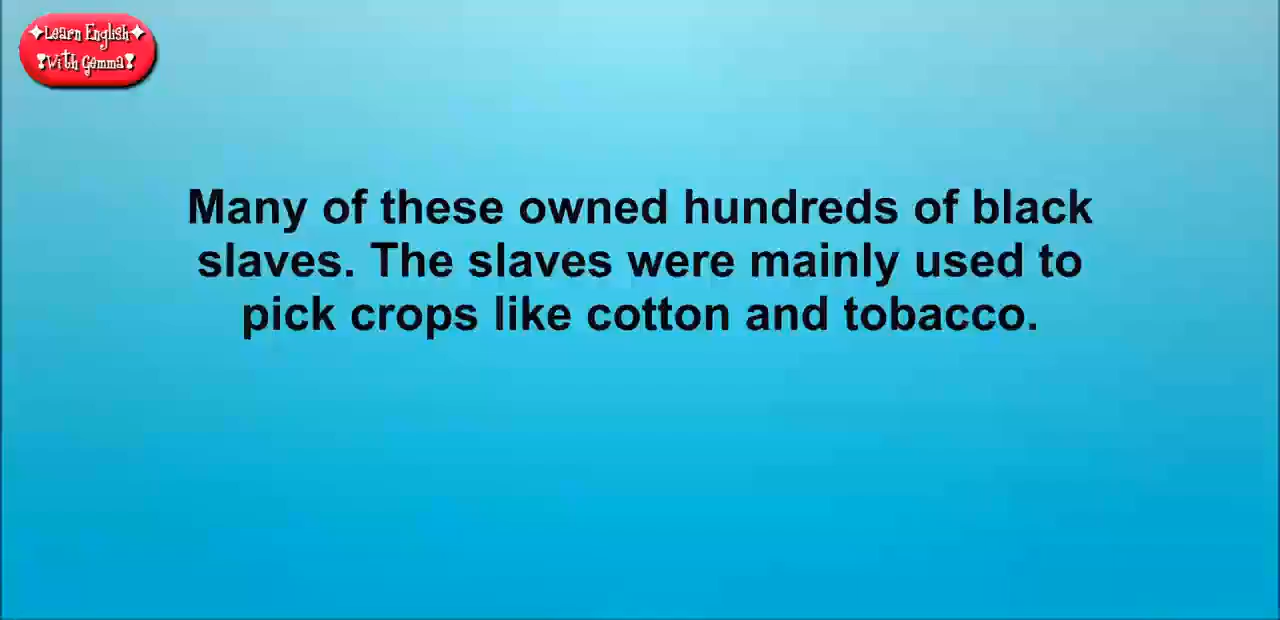 Learn English
With Gemma
Many of these owned hundreds of black
slaves. The slaves were mainly used to
pick crops like cotton and tobacco.